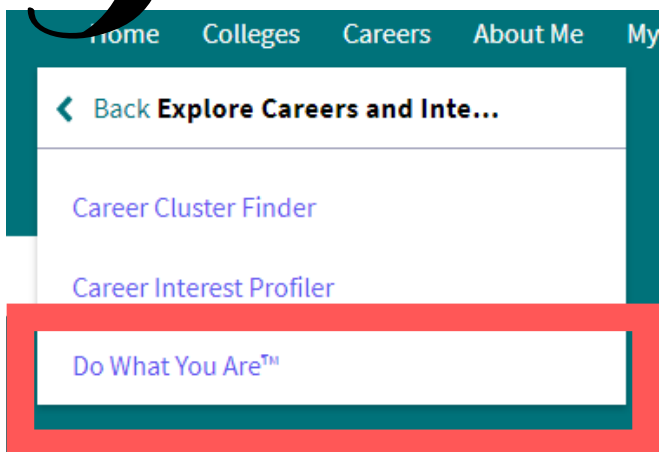 Home Colleges Careers About Me My
Back Explore Careers and Inte...
Career Cluster Finder
Career Interest Profiler
Do What You Are™